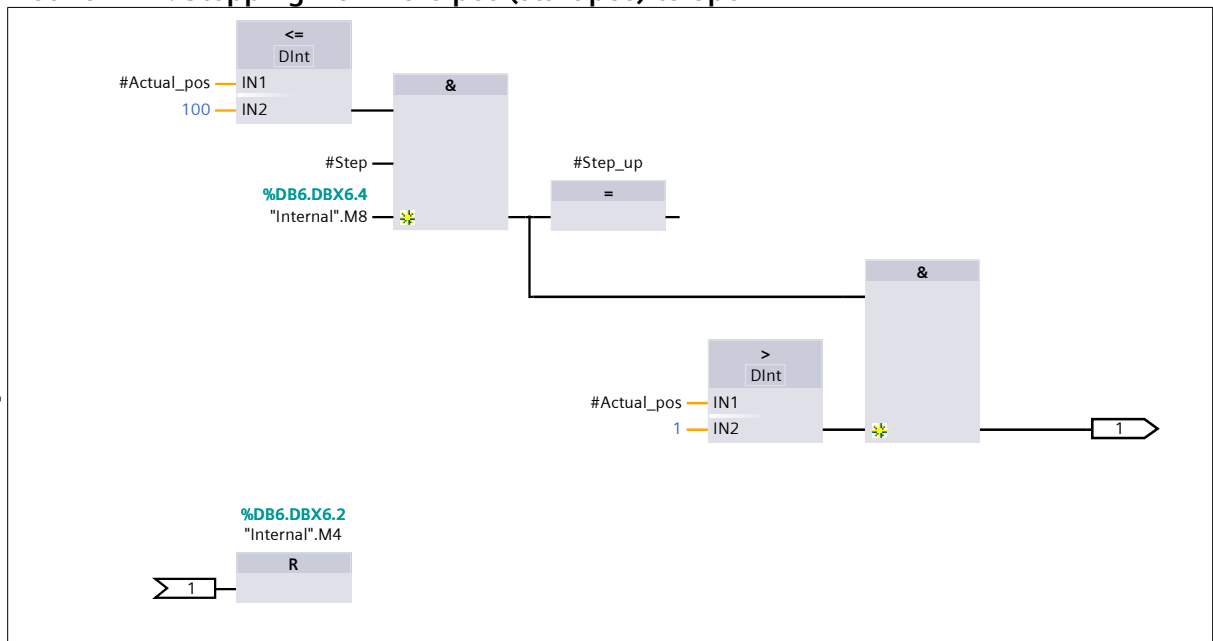 <=
DInt
#Actual_pos IN1
100 IN2
&
#Step
%DB6.DBX6.4
"Internal".M8
#Step_up
=
&
>
DInt
#Actual_pos IN1
1 IN2
1
%DB6.DBX6.2
"Internal".M4
R
1